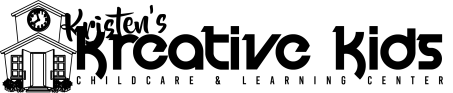 Kristen's
Kreative Kids
CHILDCARE & LEARNING CENTER